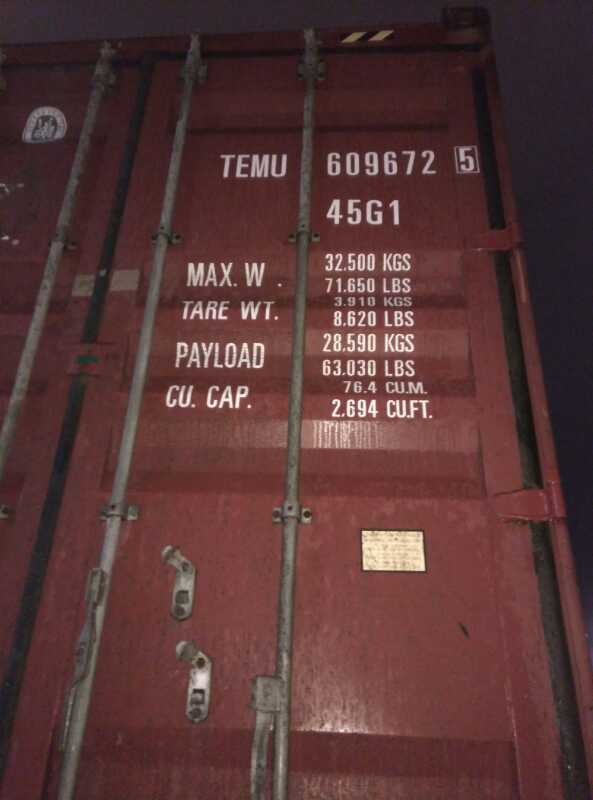 TEMU 609672 5
45G1
MAX. W . 32.500 KGS
71.650 LBS
TARE WT. 3.910 KGS
8.620 LBS
PAYLOAD 28.590 KGS
63.030 LBS
CU. CAP. 76.4 CU.M.
2.694 CU.FT.